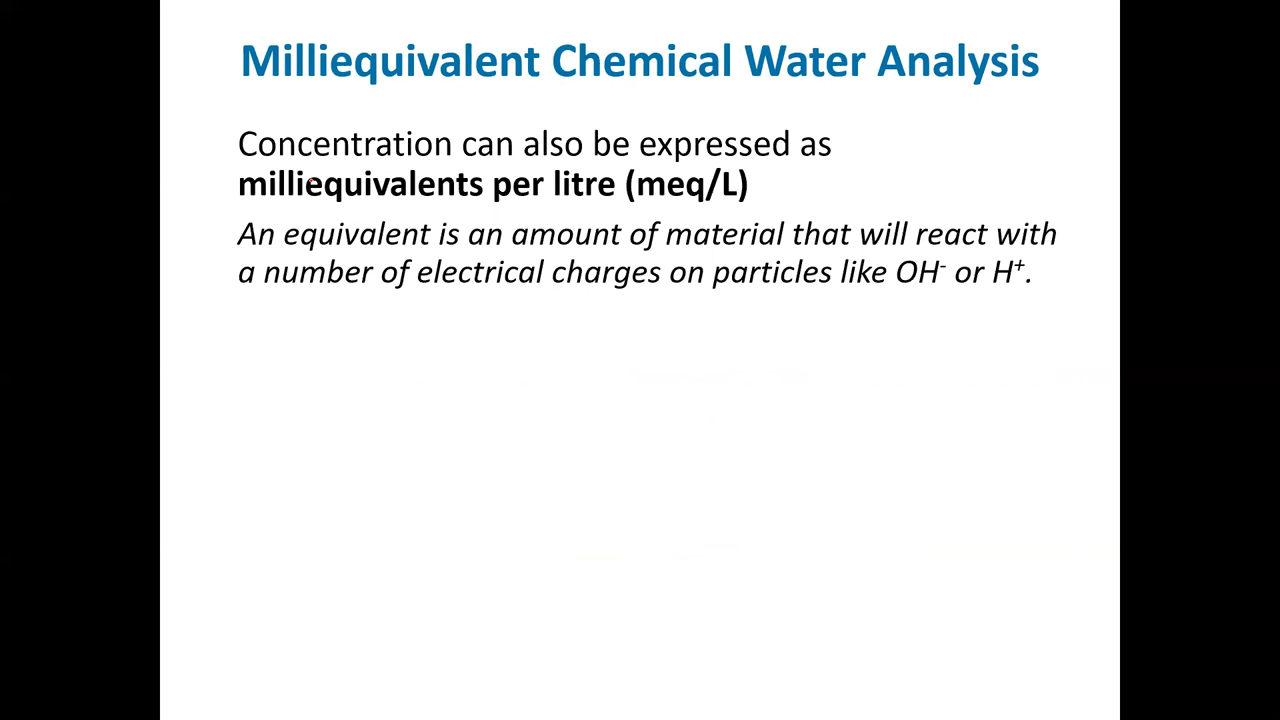 Milliequivalent Chemical Water Analysis
Concentration can also be expressed as
milliequivalents per litre (meq/L)
An equivalent is an amount of material that will react with
a number of electrical charges on particles like OH⁻ or H⁺.